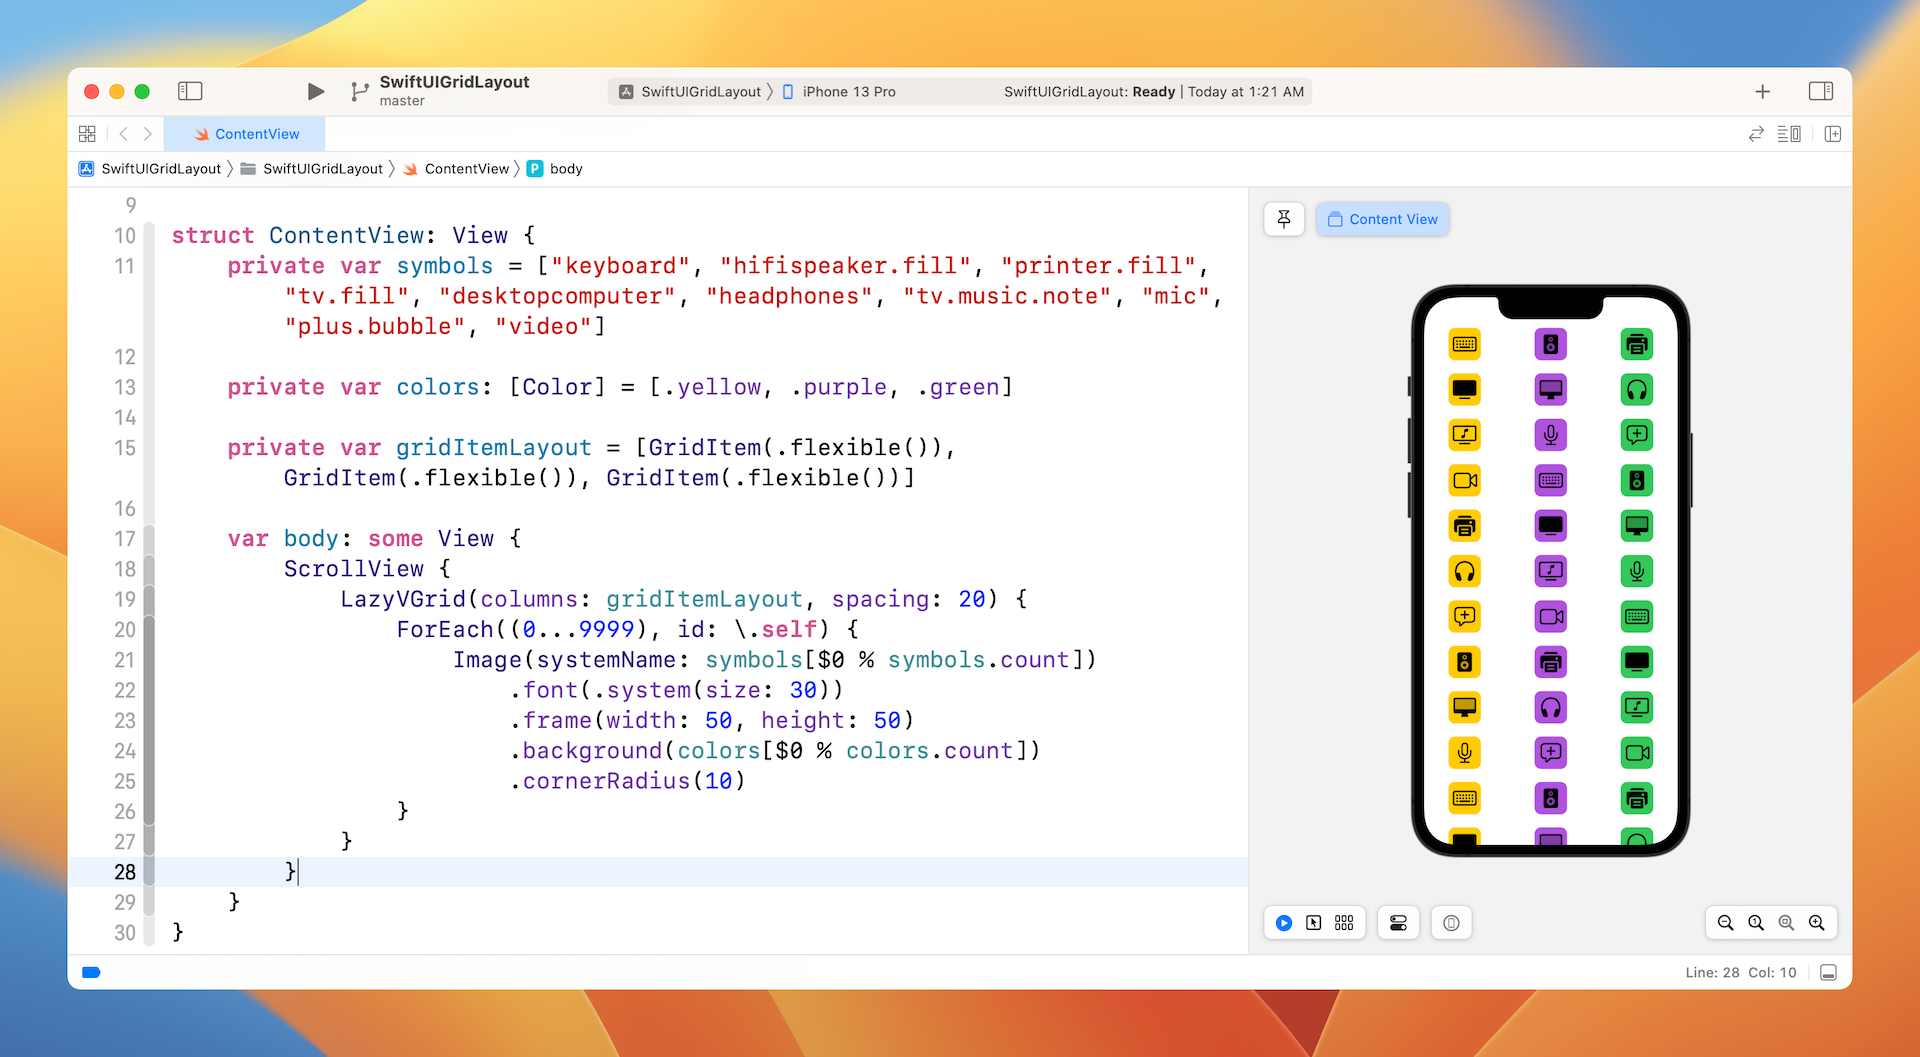 SwiftUIGridLayout
master
SwiftUIGridLayout 〉 iPhone 13 Pro
SwiftUIGridLayout: Ready | Today at 1:21 AM
ContentView
SwiftUIGridLayout 〉 SwiftUIGridLayout 〉 ContentView 〉 P body
9
10 struct ContentView: View {
11 private var symbols = ["keyboard", "hifispeaker.fill", "printer.fill",
"tv.fill", "desktopcomputer", "headphones", "tv.music.note", "mic",
"plus.bubble", "video"]
12
13 private var colors: [Color] = [.yellow, .purple, .green]
14
15 private var gridItemLayout = [GridItem(.flexible()),
GridItem(.flexible()), GridItem(.flexible())]
16
17 var body: some View {
18 ScrollView {
19 LazyVGrid(columns: gridItemLayout, spacing: 20) {
20 ForEach((0...9999), id: \.self) {
21 Image(systemName: symbols[$0 % symbols.count])
22 .font(.system(size: 30))
23 .frame(width: 50, height: 50)
24 .background(colors[$0 % colors.count])
25 .cornerRadius(10)
26 }
27 }
28 }
29 }
30 }
Content View
Line: 28 Col: 10